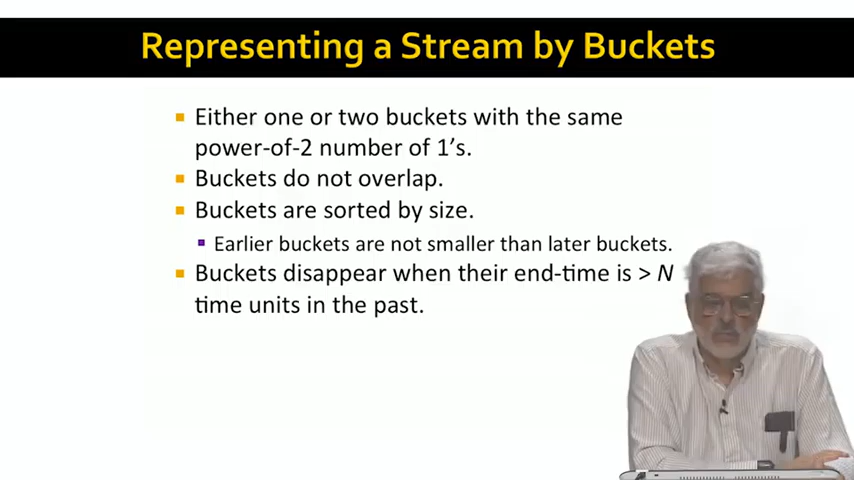 Representing a Stream by Buckets
Either one or two buckets with the same
power-of-2 number of 1's.
Buckets do not overlap.
Buckets are sorted by size.
Earlier buckets are not smaller than later buckets.
Buckets disappear when their end-time is > N
time units in the past.